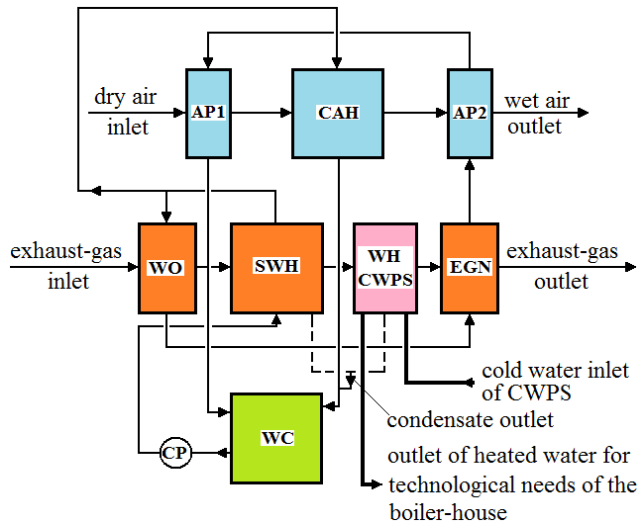 dry air
inlet
AP1
CAH
AP2
wet air
outlet
exhaust-gas
inlet
WO
SWH
WH
CWPS
EGN
exhaust-gas
outlet
cold water inlet
of CWPS
condensate outlet
WC
CP
outlet of heated water for
technological needs of the
boiler-house